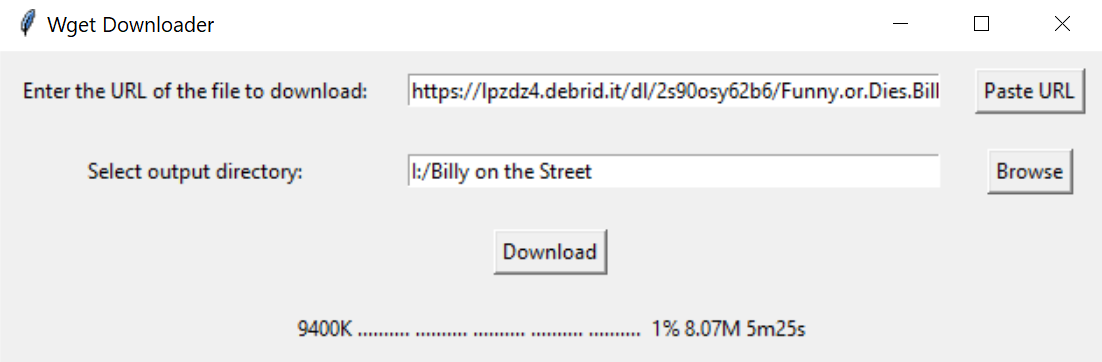 Wget Downloader
Enter the URL of the file to download: https://lpzdz4.debrid.it/dl/2s90osy62b6/Funny.or.Dies.Bill Paste URL
Select output directory: I:/Billy on the Street Browse
Download
9400K .......... .......... .......... .......... .......... 1% 8.07M 5m25s